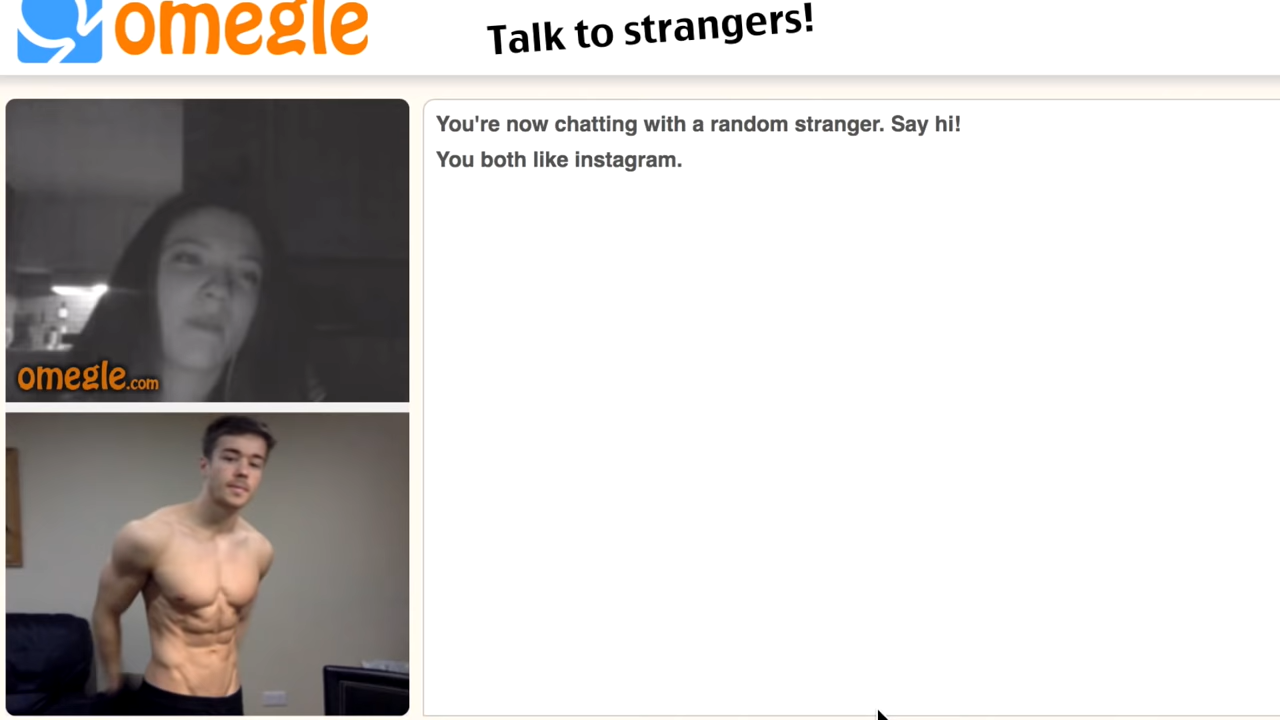 omegle
Talk to strangers!
You're now chatting with a random stranger. Say hi!
You both like instagram.
omegle.com